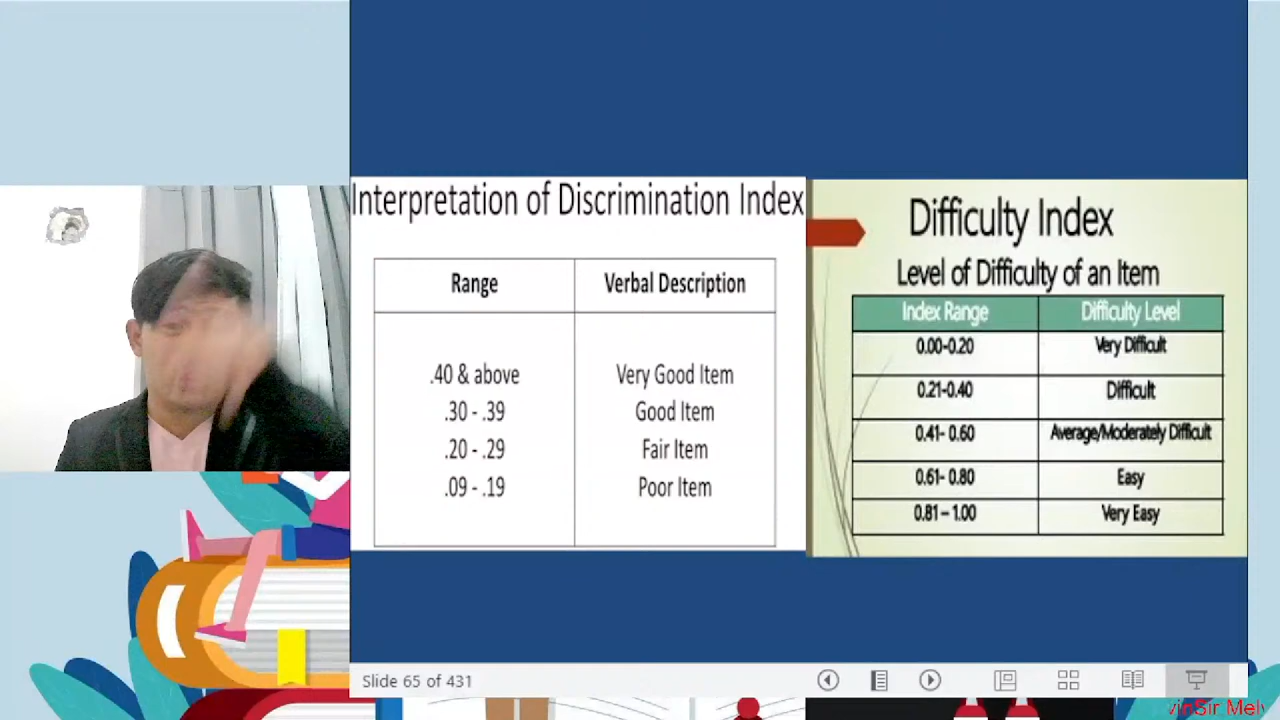 Interpretation of Discrimination Index
Range Verbal Description
.40 & above Very Good Item
.30 - .39 Good Item
.20 - .29 Fair Item
.09 - .19 Poor Item
Difficulty Index
Level of Difficulty of an Item
Index Range Difficulty Level
0.00-0.20 Very Difficult
0.21-0.40 Difficult
0.41- 0.60 Average/Moderately Difficult
0.61- 0.80 Easy
0.81 – 1.00 Very Easy
Slide 65 of 431